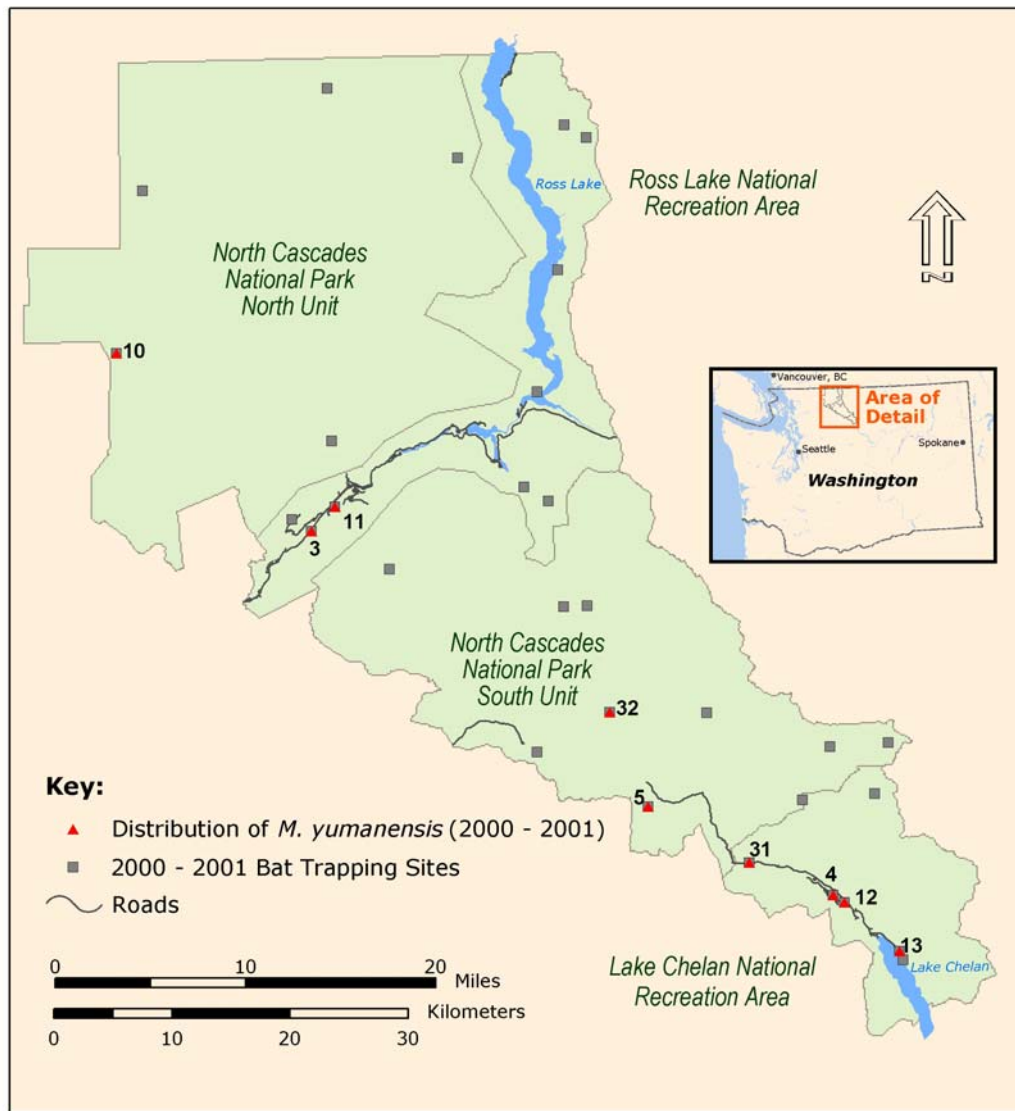 Ross Lake
Ross Lake National
Recreation Area
North Cascades
National Park
North Unit
N
10
Vancouver, BC
Area of
Detail
Seattle
Spokane
Washington
11
3
North Cascades
National Park
South Unit
32
5
31
4
12
13
Lake Chelan
Lake Chelan National
Recreation Area
Key:
Distribution of M. yumanensis (2000 - 2001)
2000 - 2001 Bat Trapping Sites
Roads
0 10 20
Miles
Kilometers
0 10 20 30